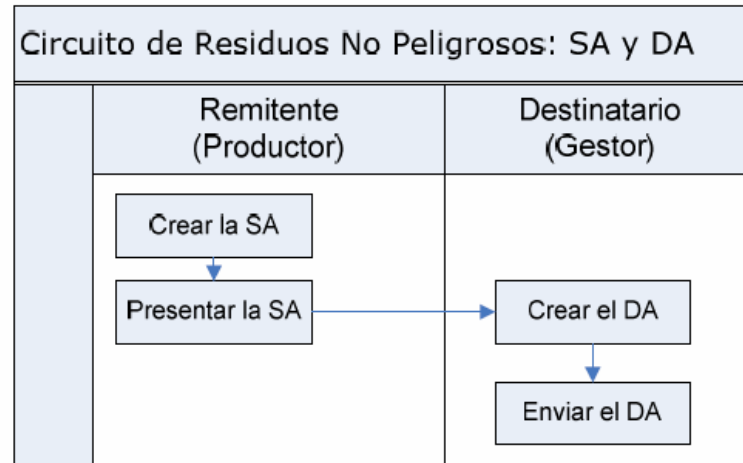 Circuito de Residuos No Peligrosos: SA y DA
Remitente
(Productor)
Destinatario
(Gestor)
Crear la SA
Presentar la SA
Crear el DA
Enviar el DA